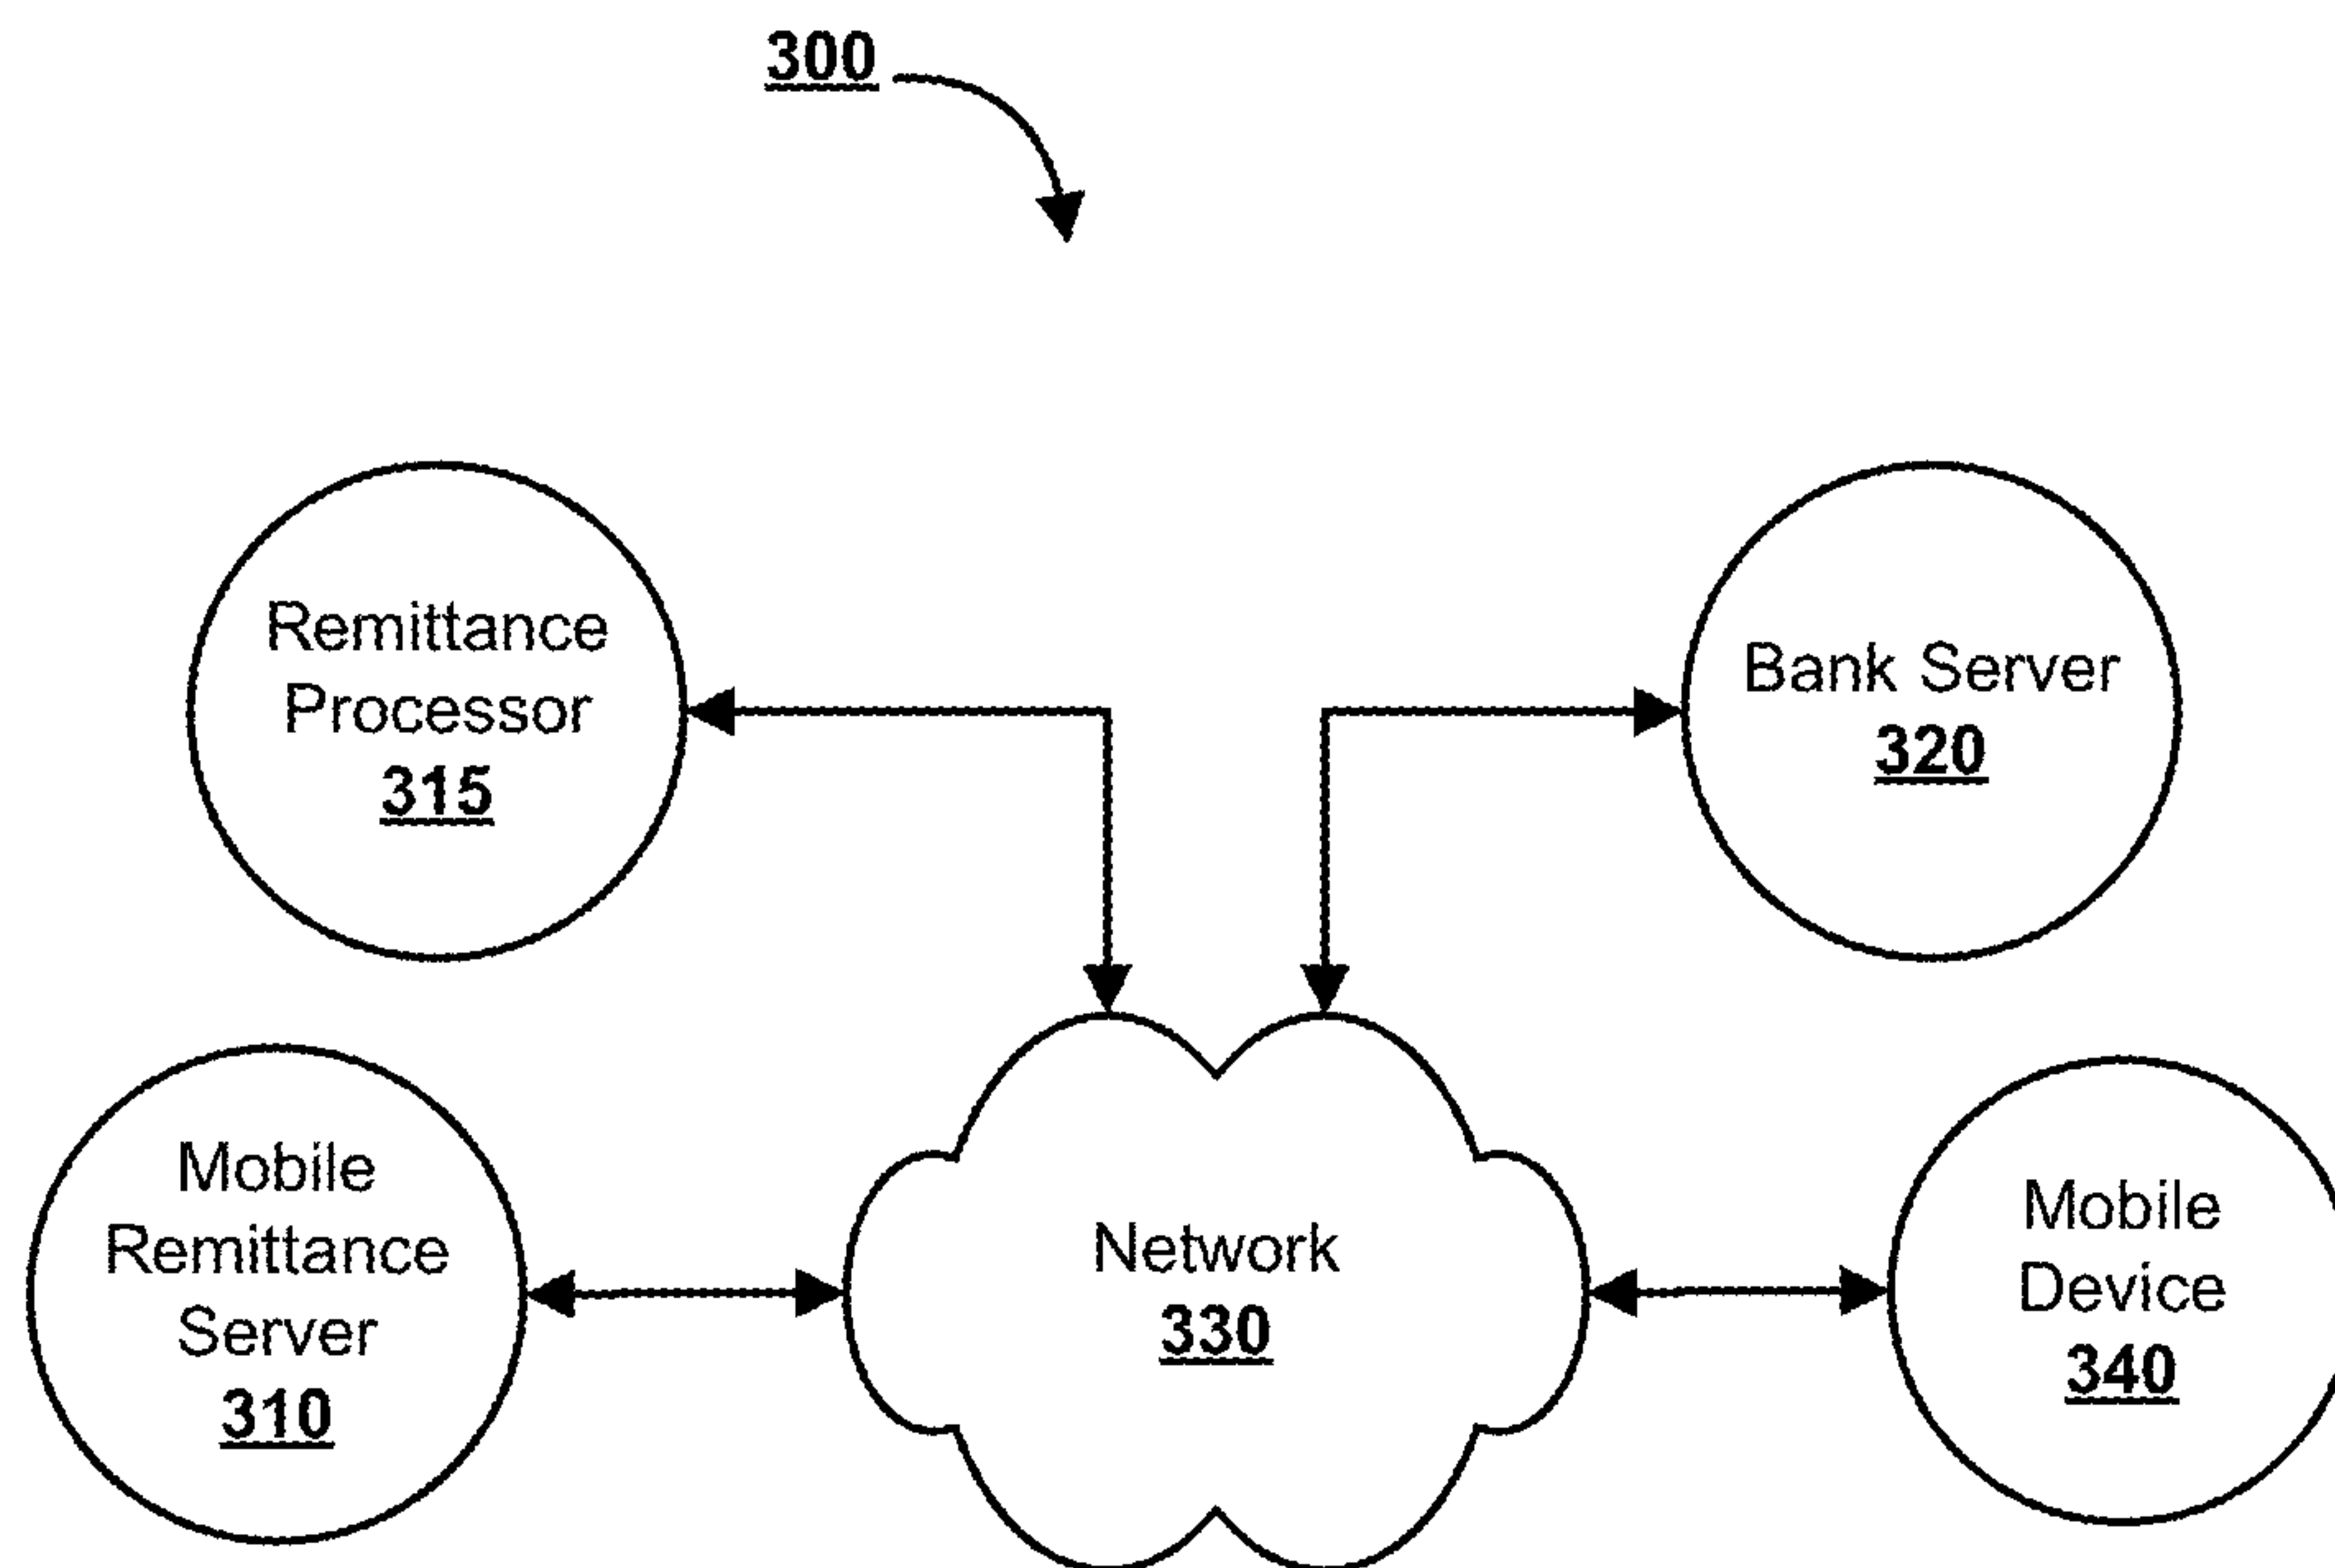 300
Remittance
Processor
315
Bank Server
320
Mobile
Remittance
Server
310
Network
330
Mobile
Device
340